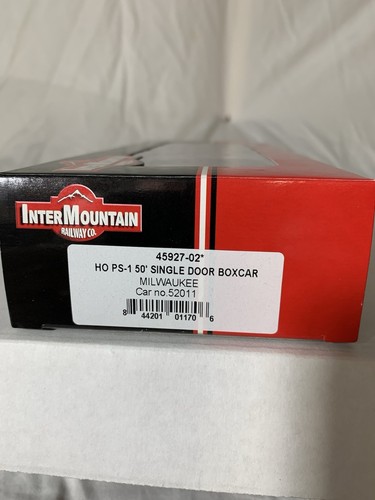 INTERMOUNTAIN
RAILWAY CO.
45927-02*
HO PS-1 50' SINGLE DOOR BOXCAR
MILWAUKEE
Car no.52011
8 44201 01170 6